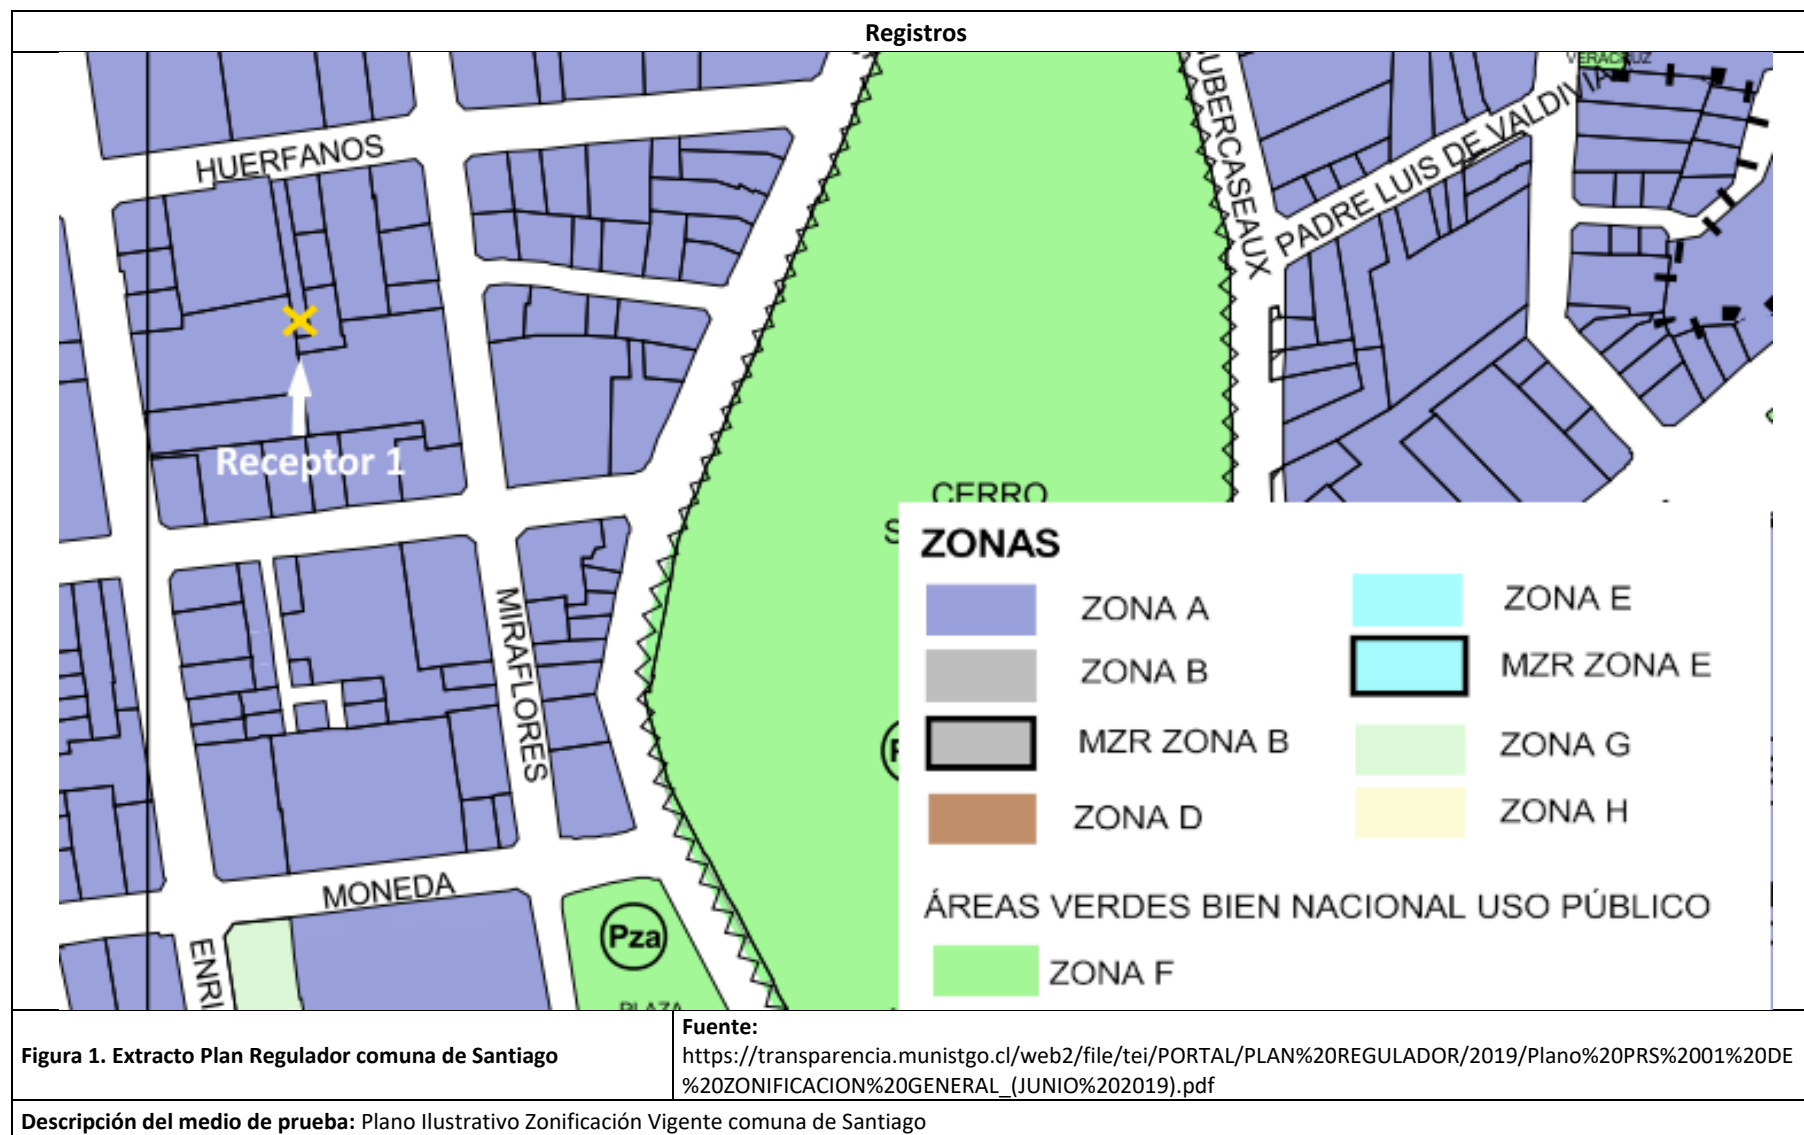 Registros
VERACRUZ
HUERFANOS
UBERCASEAUX
PADRE LUIS DE VALDIVIA
Receptor 1
CERRO
S
MIRAFLORES
ZONAS
ZONA A
ZONA E
ZONA B
MZR ZONA E
MZR ZONA B
ZONA G
ZONA D
ZONA H
ÁREAS VERDES BIEN NACIONAL USO PÚBLICO
ZONA F
MONEDA
ENRI
Pza
PLAZA
Figura 1. Extracto Plan Regulador comuna de Santiago
Fuente:
https://transparencia.munistgo.cl/web2/file/tei/PORTAL/PLAN%20REGULADOR/2019/Plano%20PRS%2001%20DE
%20ZONIFICACION%20GENERAL_(JUNIO%202019).pdf
Descripción del medio de prueba: Plano Ilustrativo Zonificación Vigente comuna de Santiago